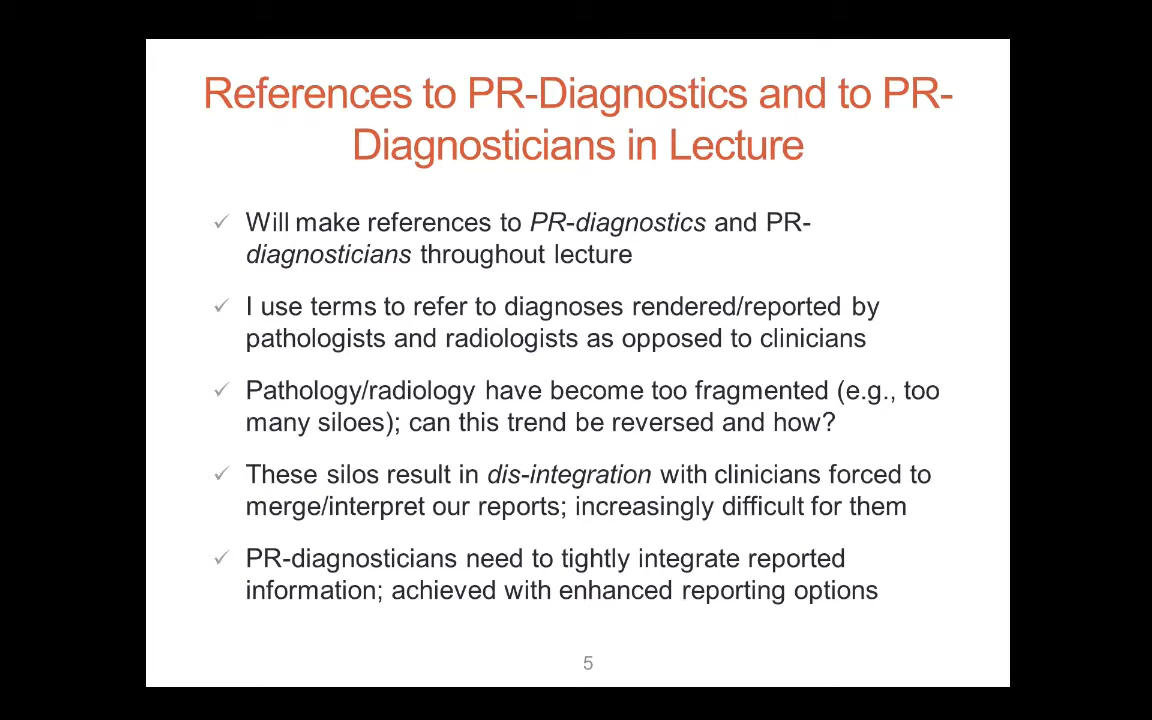 References to PR-Diagnostics and to PR-
Diagnosticians in Lecture
✓ Will make references to PR-diagnostics and PR-
diagnosticians throughout lecture
✓ I use terms to refer to diagnoses rendered/reported by
pathologists and radiologists as opposed to clinicians
✓ Pathology/radiology have become too fragmented (e.g., too
many siloes); can this trend be reversed and how?
✓ These silos result in dis-integration with clinicians forced to
merge/interpret our reports; increasingly difficult for them
✓ PR-diagnosticians need to tightly integrate reported
information; achieved with enhanced reporting options
5